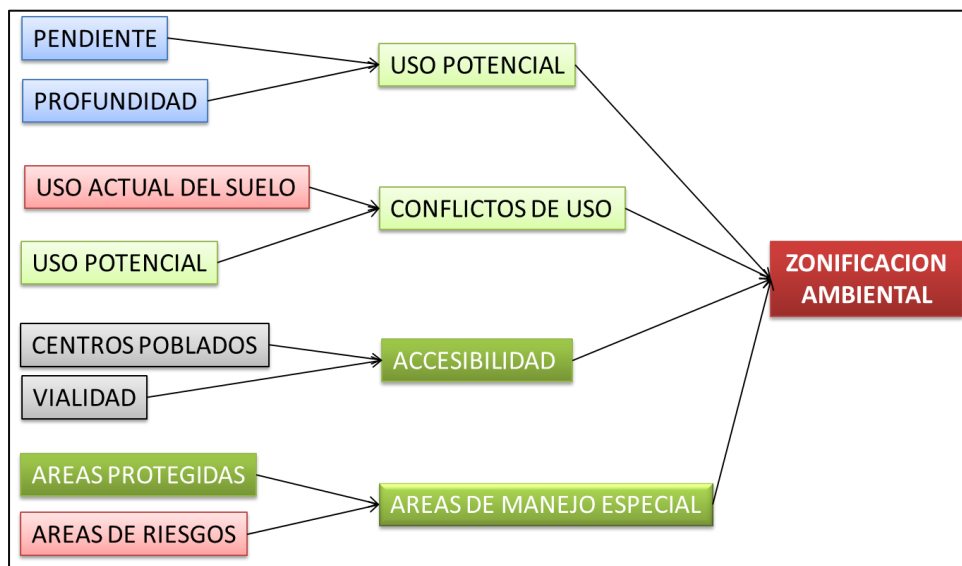 PENDIENTE
PROFUNDIDAD
USO POTENCIAL
USO ACTUAL DEL SUELO
USO POTENCIAL
CONFLICTOS DE USO
CENTROS POBLADOS
VIALIDAD
ACCESIBILIDAD
AREAS PROTEGIDAS
AREAS DE RIESGOS
AREAS DE MANEJO ESPECIAL
ZONIFICACION
AMBIENTAL